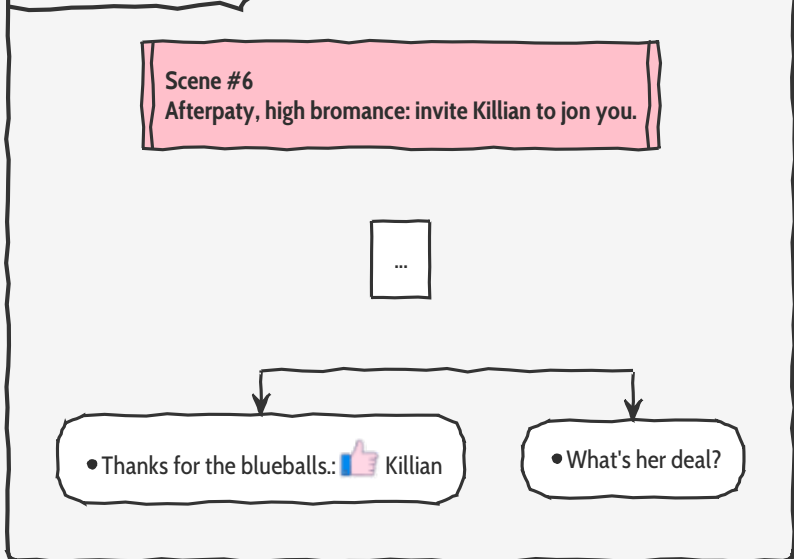 Scene #6
Afterpaty, high bromance: invite Killian to jon you.
...
•Thanks for the blueballs.: Killian
•What's her deal?